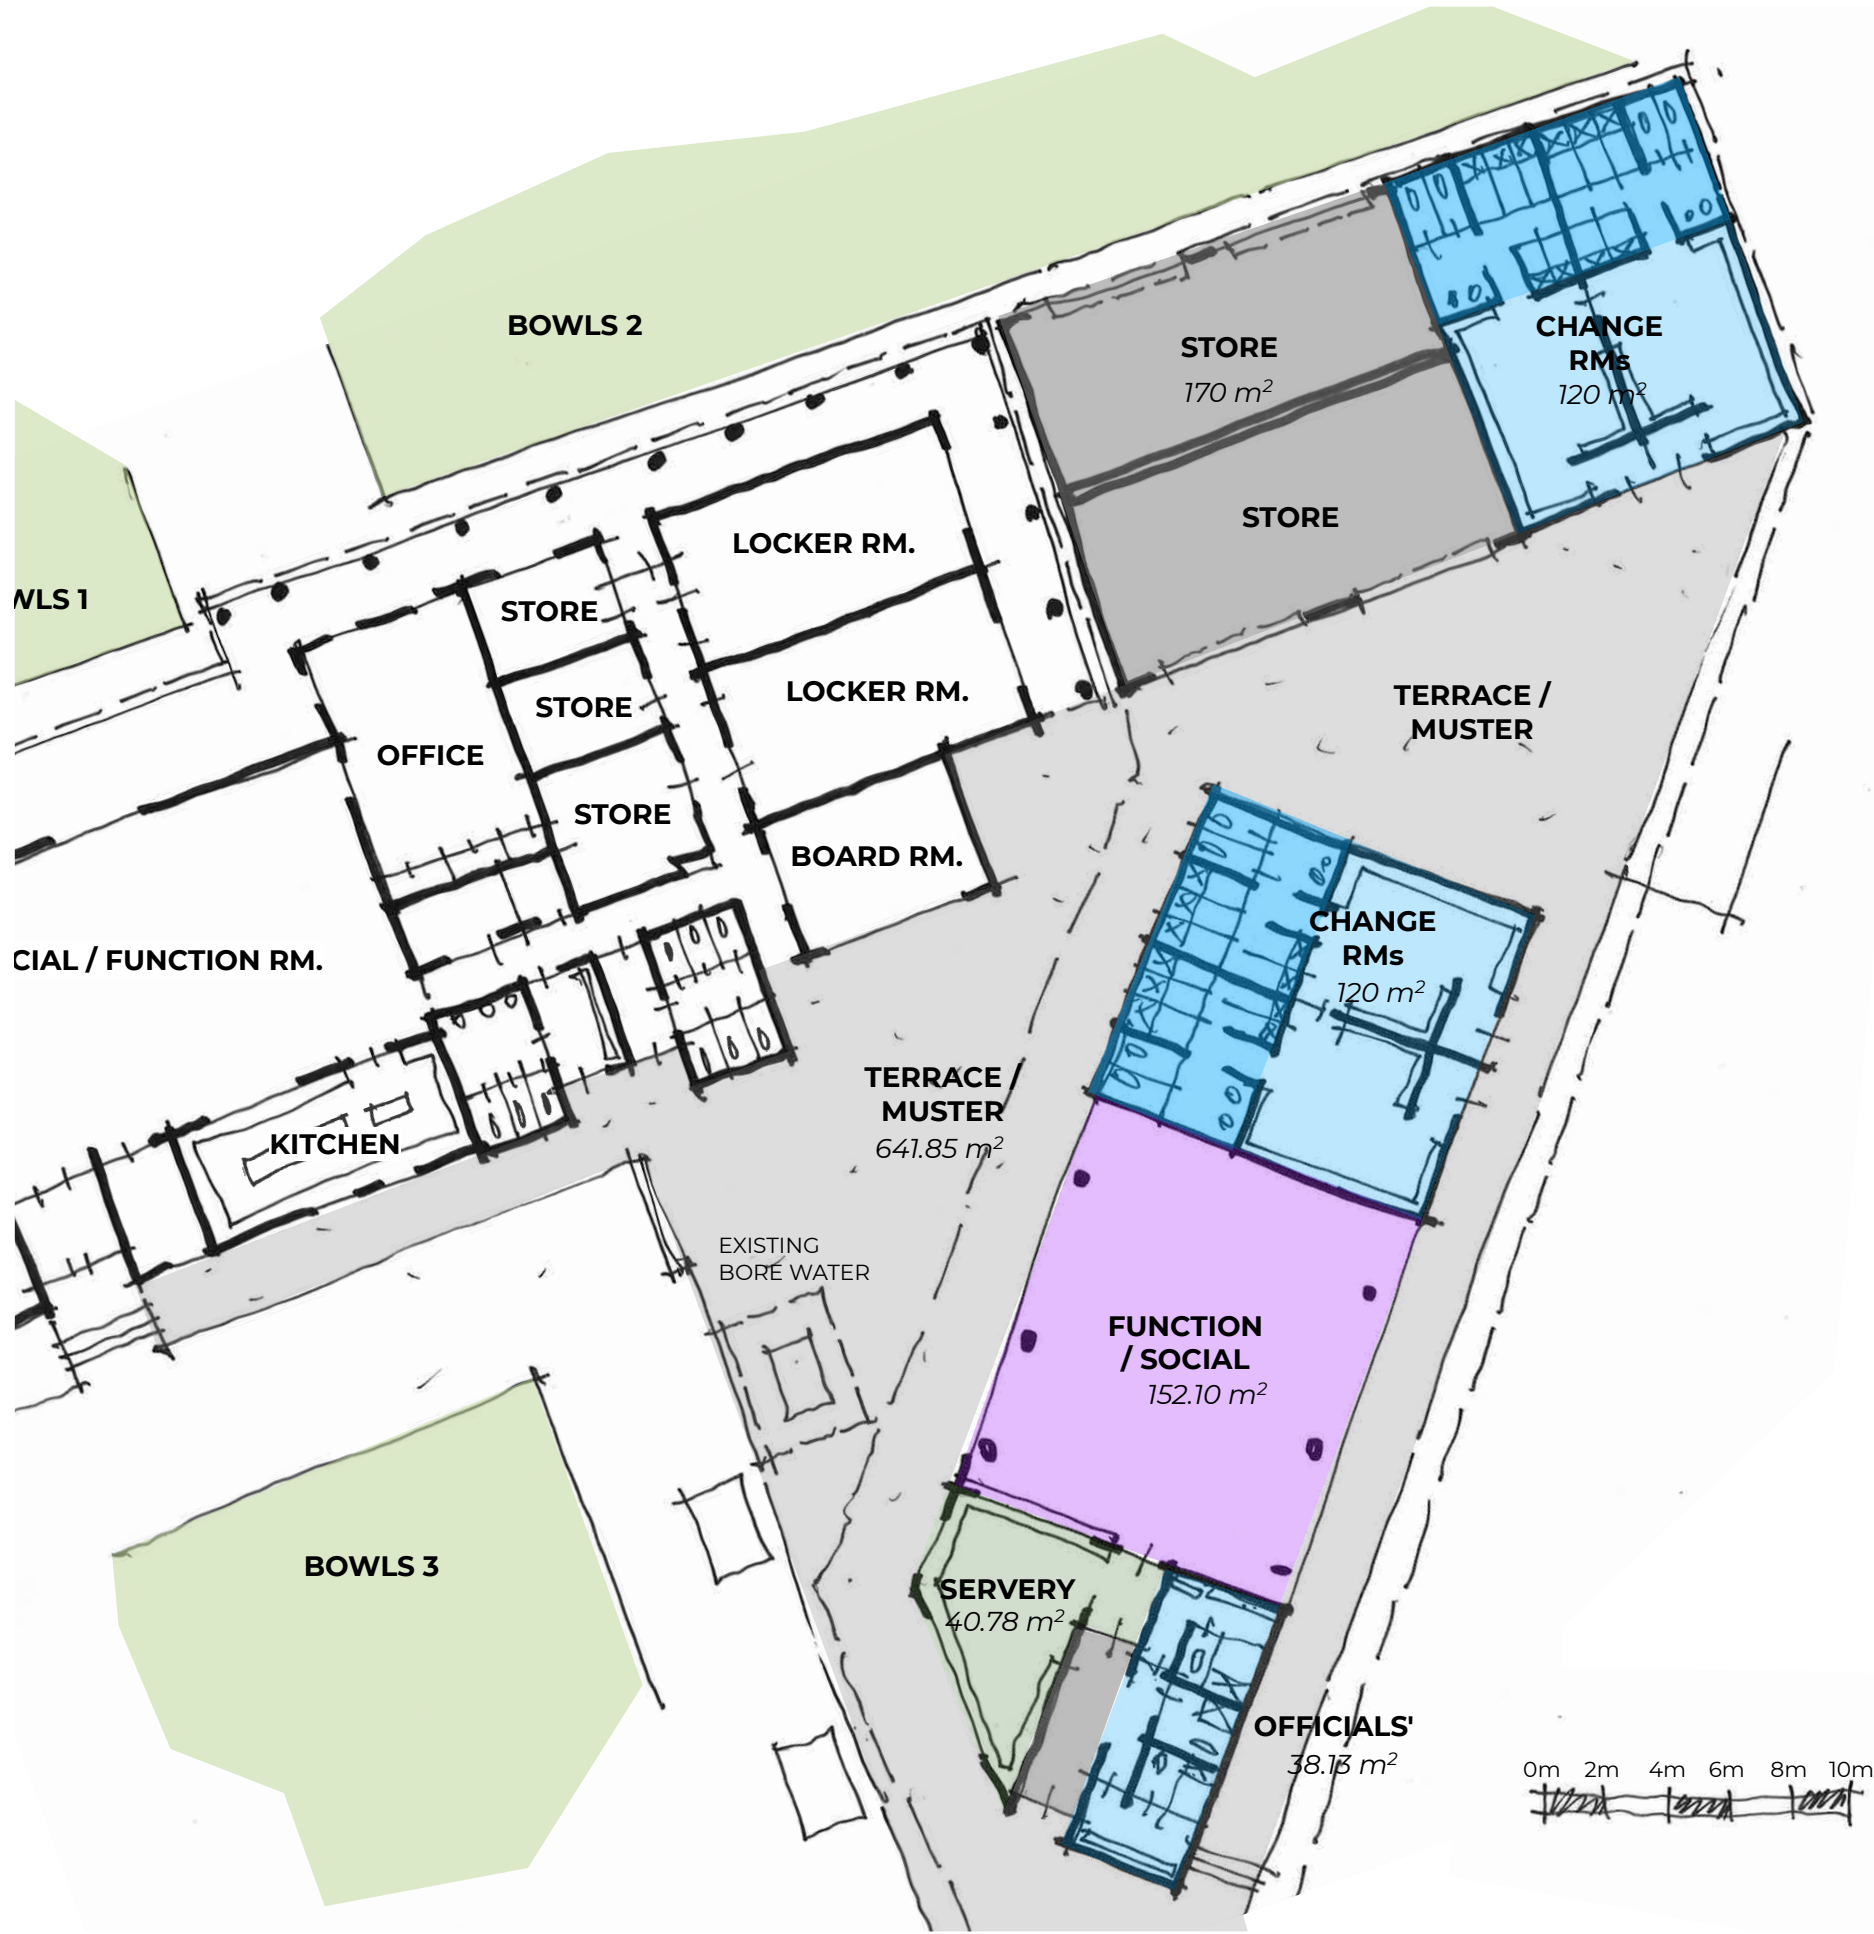 BOWLS 2
STORE
170 m²
CHANGE
RMs
120 m²
STORE
LOCKER RM.
WLS 1
STORE
LOCKER RM.
STORE
TERRACE /
MUSTER
OFFICE
STORE
BOARD RM.
CHANGE
RMs
120 m²
CIAL / FUNCTION RM.
TERRACE /
MUSTER
641.85 m²
KITCHEN
EXISTING
BORE WATER
FUNCTION
/ SOCIAL
152.10 m²
BOWLS 3
SERVERY
40.78 m²
OFFICIALS'
38.13 m²
0m 2m 4m 6m 8m 10m